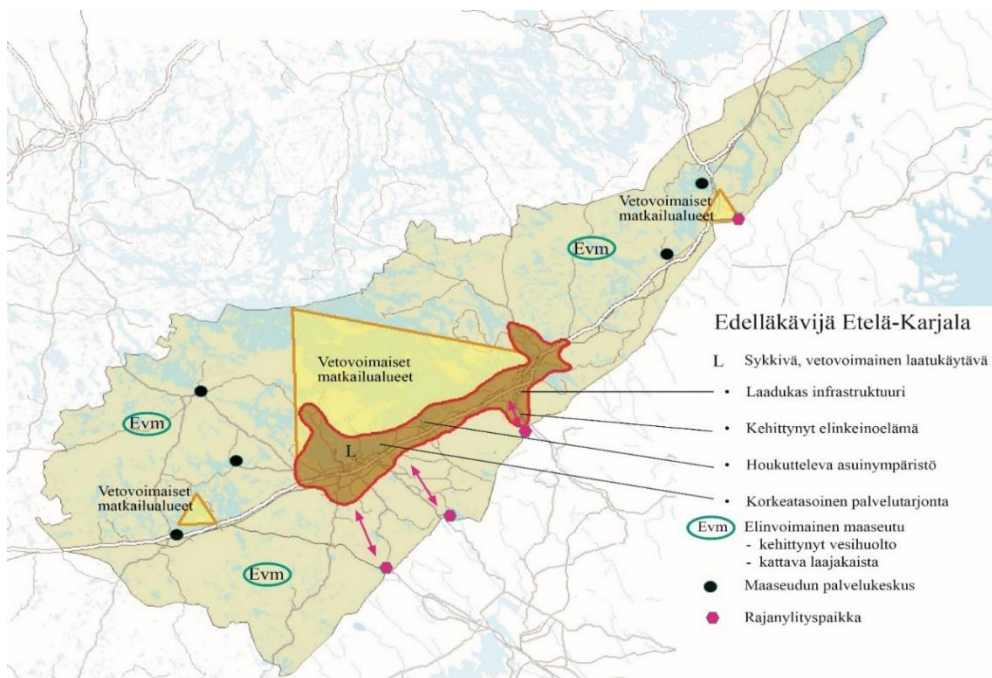 Vetovoimaiset
matkailualueet
Evm
Vetovoimaiset
matkailualueet
Evm
L
Vetovoimaiset
matkailualueet
Evm
Edelläkävijä Etelä-Karjala
L Sykkivä, vetovoimainen laatukäytävä
• Laadukas infrastruktuuri
• Kehittynyt elinkeinoelämä
• Houkutteleva asuinympäristö
• Korkeatasoinen palvelutarjonta
Evm Elinvoimainen maaseutu
- kehittynyt vesihuolto
- kattava laajakaista
Maaseudun palvelukeskus
Rajanylityspaikka